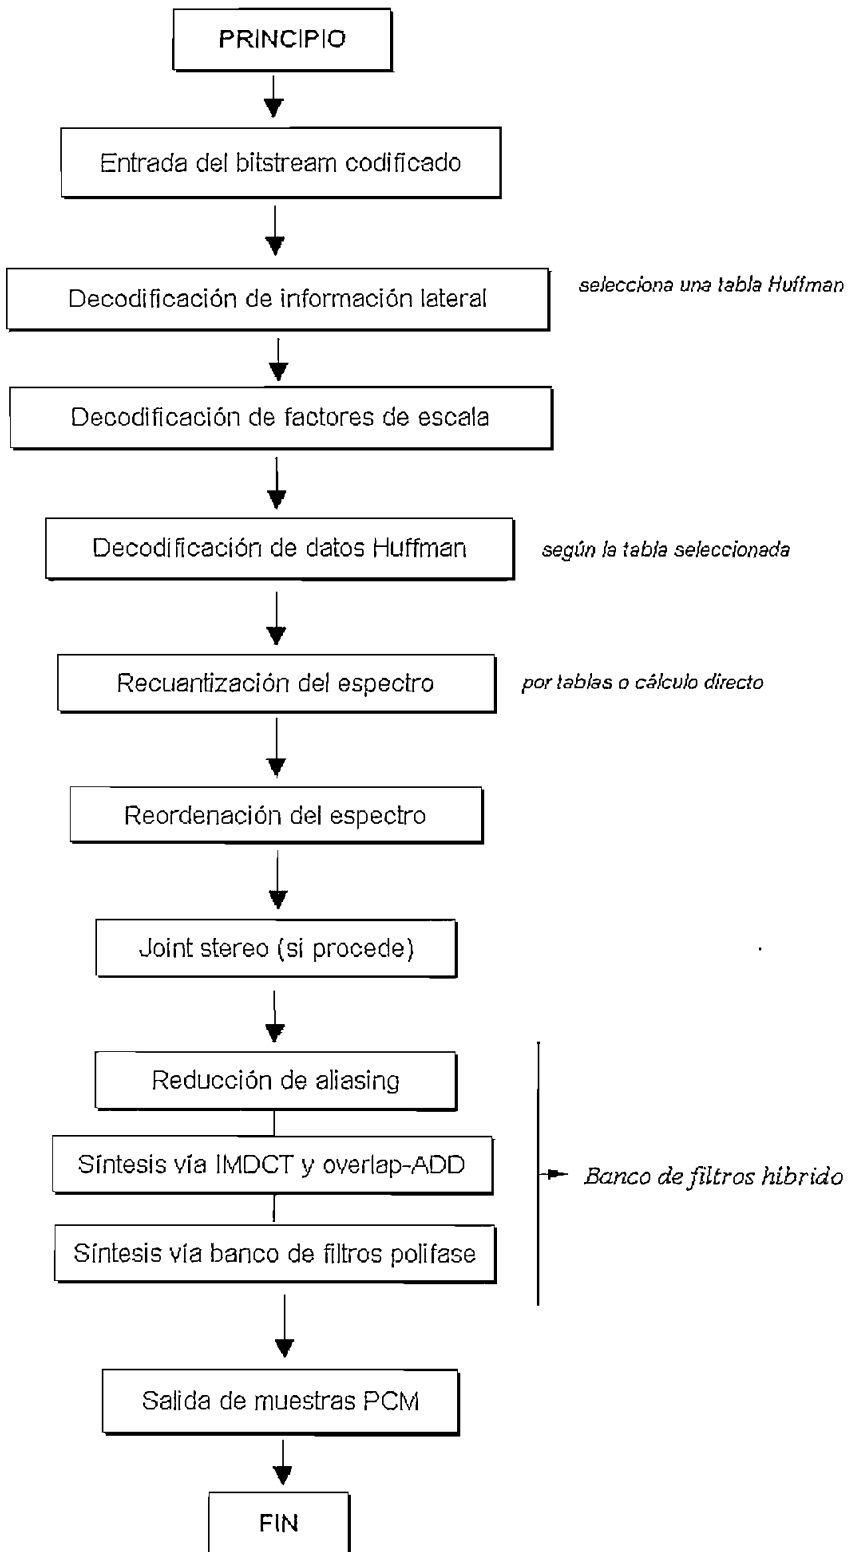 PRINCIPIO
Entrada del bitstream codificado
Decodificación de información lateral
selecciona una tabla Huffman
Decodificación de factores de escala
Decodificación de datos Huffman
según la tabla seleccionada
Recuantización del espectro
por tablas o cálculo directo
Reordenación del espectro
Joint stereo (si procede)
Reducción de aliasing
Síntesis vía IMDCT y overlap-ADD
Banco de filtros híbrido
Síntesis vía banco de filtros polifase
Salida de muestras PCM
FIN